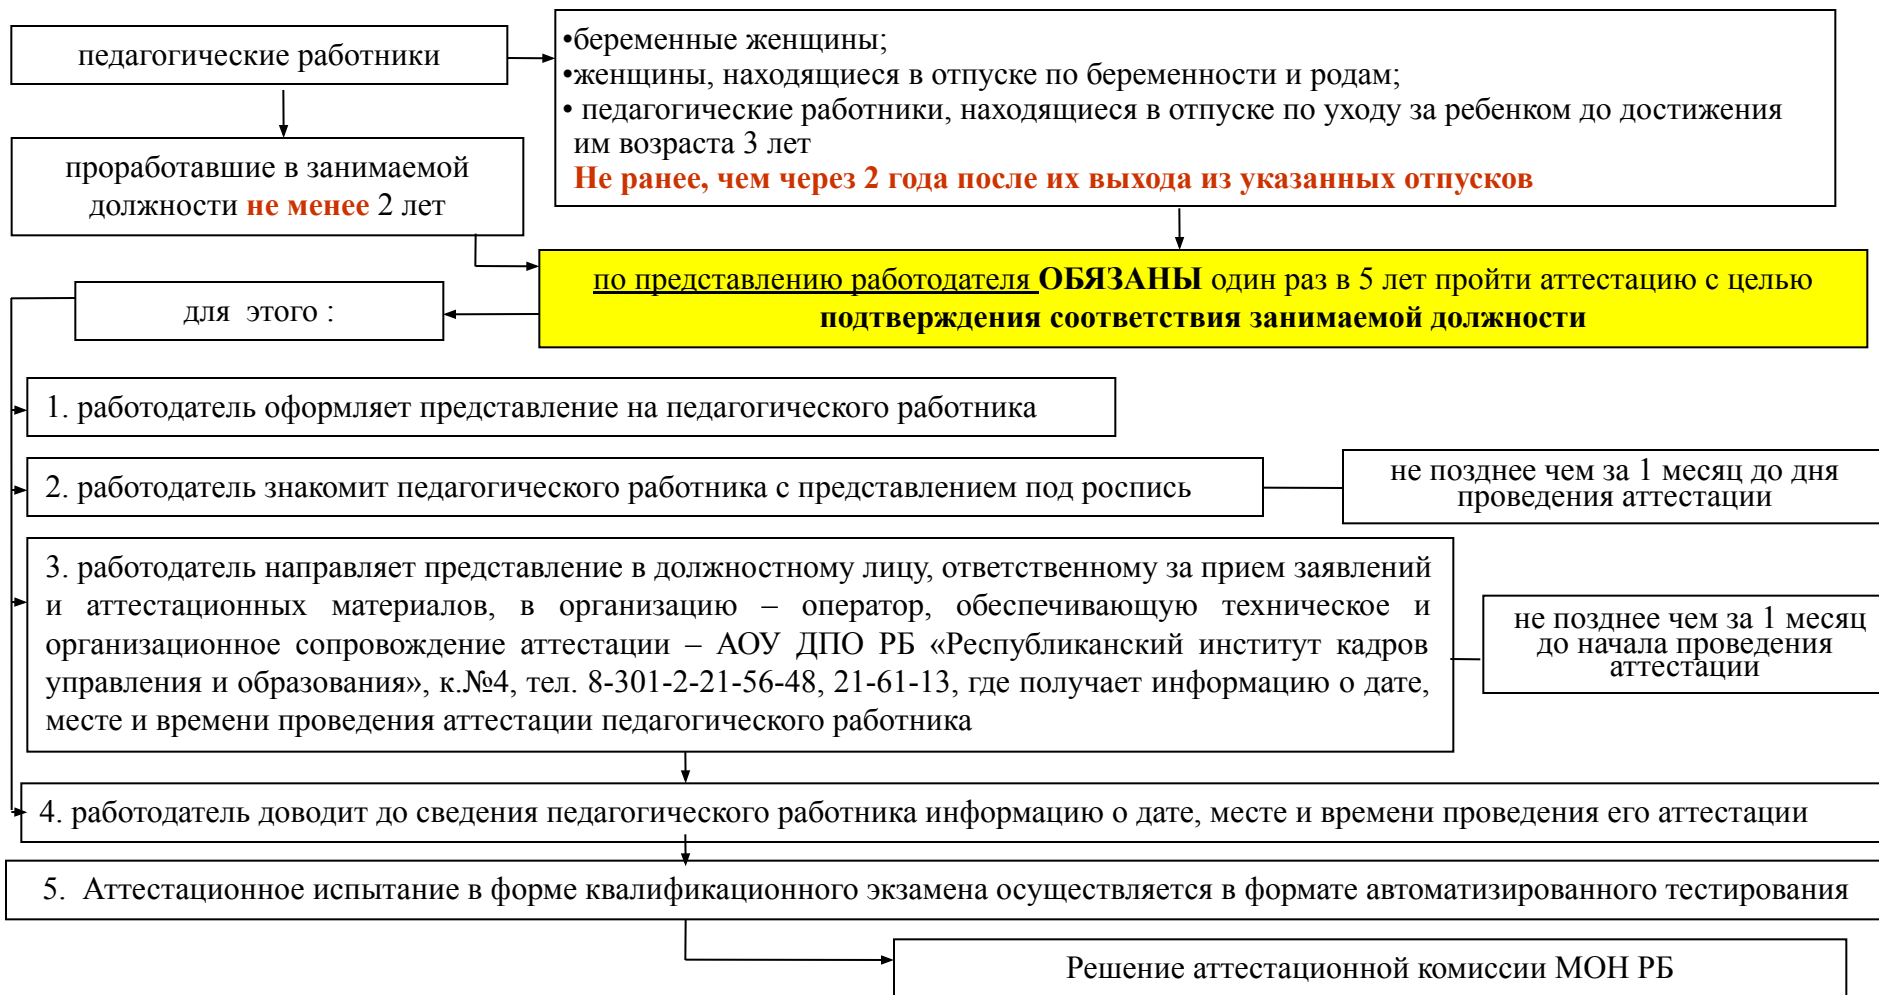 педагогические работники
•беременные женщины;
•женщины, находящиеся в отпуске по беременности и родам;
• педагогические работники, находящиеся в отпуске по уходу за ребенком до достижения
им возраста 3 лет
Не ранее, чем через 2 года после их выхода из указанных отпусков
проработавшие в занимаемой
должности не менее 2 лет
по представлению работодателя ОБЯЗАНЫ один раз в 5 лет пройти аттестацию с целью
подтверждения соответствия занимаемой должности
для этого :
1. работодатель оформляет представление на педагогического работника
2. работодатель знакомит педагогического работника с представлением под роспись
не позднее чем за 1 месяц до дня
проведения аттестации
3. работодатель направляет представление в должностному лицу, ответственному за прием заявлений
и аттестационных материалов, в организацию – оператор, обеспечивающую техническое и
организационное сопровождение аттестации – АОУ ДПО РБ «Республиканский институт кадров
управления и образования», к.№4, тел. 8-301-2-21-56-48, 21-61-13, где получает информацию о дате,
месте и времени проведения аттестации педагогического работника
не позднее чем за 1 месяц
до начала проведения
аттестации
4. работодатель доводит до сведения педагогического работника информацию о дате, месте и времени проведения его аттестации
5. Аттестационное испытание в форме квалификационного экзамена осуществляется в формате автоматизированного тестирования
Решение аттестационной комиссии МОН РБ